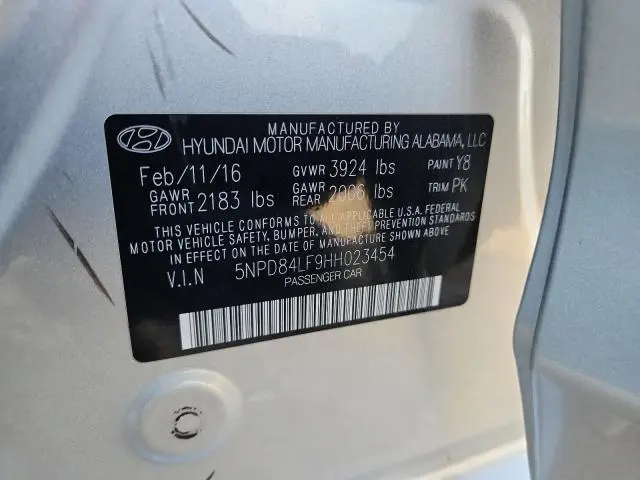 MANUFACTURED BY
HYUNDAI MOTOR MANUFACTURING ALABAMA, LLC
Feb/11/16 GVWR 3924 lbs PAINT Y8
GAWR FRONT 2183 lbs GAWR REAR 2006 lbs TRIM PK
THIS VEHICLE CONFORMS TO ALL APPLICABLE U.S.A. FEDERAL
MOTOR VEHICLE SAFETY, BUMPER, AND THEFT PREVENTION STANDARDS
IN EFFECT ON THE DATE OF MANUFACTURE SHOWN ABOVE.
V.I.N 5NPD84LF9HH023454
PASSENGER CAR